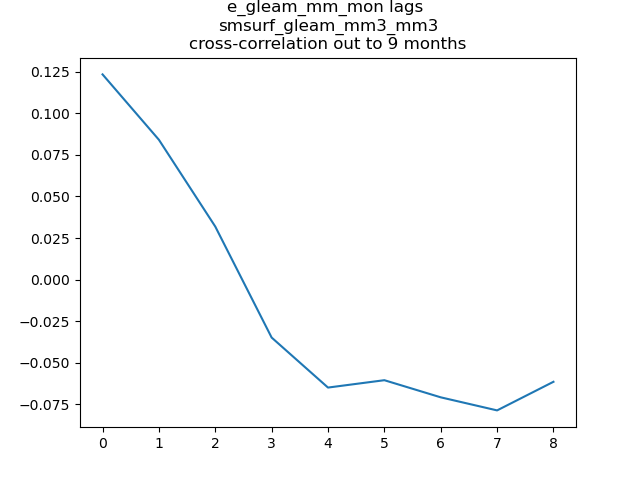 e_gleam_mm_mon lags
smsurf_gleam_mm3_mm3
cross-correlation out to 9 months
0.125
0.100
0.075
0.050
0.025
0.000
−0.025
−0.050
−0.075
0 1 2 3 4 5 6 7 8